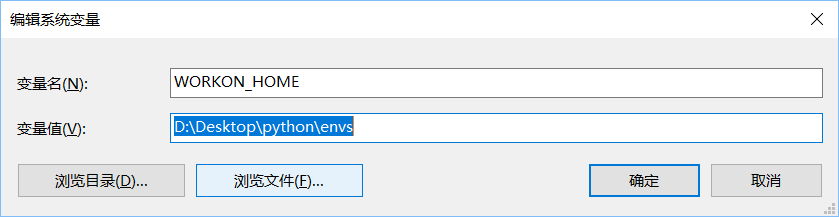 编辑系统变量
变量名(N):
WORKON_HOME
变量值(V):
D:\Desktop\python\envs
浏览目录(D)...
浏览文件(F)...
确定
取消